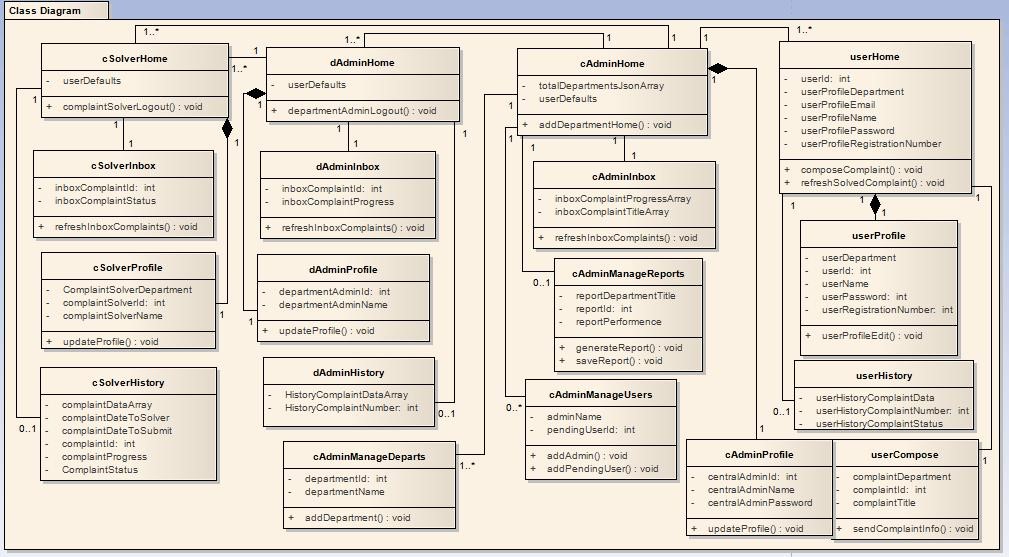 Class Diagram
1..*
1
1
1..*
1
1
1..*
cSolverHome
- userDefaults
+ complaintSolverLogout() : void
1
1..*
1
1
1
dAdminHome
- userDefaults
+ departmentAdminLogout() : void
1
1
1
cAdminHome
- totalDepartmentsJsonArray
- userDefaults
+ addDepartmentHome() : void
1
1
1
1
1
userHome
- userId: int
- userProfileDepartment
- userProfileEmail
- userProfileName
- userProfilePassword
- userProfileRegistrationNumber
+ composeComplaint() : void
+ refreshSolvedComplaint() : void
1
1
1
1
cSolverInbox
- inboxComplaintId: int
- inboxComplaintStatus
+ refreshInboxComplaints() : void
dAdminInbox
- inboxComplaintId: int
- inboxComplaintProgress
+ refreshInboxComplaints() : void
cAdminInbox
- inboxComplaintProgressArray
- inboxComplaintTitleArray
+ refreshInboxComplaints() : void
userProfile
- userDepartment
- userId: int
- userName
- userPassword: int
- userRegistrationNumber: int
+ userProfileEdit() : void
cSolverProfile
- ComplaintSolverDepartment
- complaintSolverId: int
- complaintSolverName
+ updateProfile() : void
1
dAdminProfile
- departmentAdminId: int
- departmentAdminName
+ updateProfile() : void
1
cAdminManageReports
- reportDepartmentTitle
- reportId: int
- reportPerformence
+ generateReport() : void
+ saveReport() : void
0..1
cSolverHistory
- complaintDataArray
- complaintDateToSolver
- complaintDateToSubmit
- complaintId: int
- complaintProgress
- ComplaintStatus
0..1
dAdminHistory
- HistoryComplaintDataArray
- HistoryComplaintNumber: int
0..1
cAdminManageUsers
- adminName
- pendingUserId: int
+ addAdmin() : void
+ addPendingUser() : void
0..*
userHistory
- userHistoryComplaintData
- userHistoryComplaintNumber: int
- userHistoryComplaintStatus
0..1
cAdminManageDeparts
- departmentId: int
- departmentName
+ addDepartment() : void
1..*
cAdminProfile
- centralAdminId: int
- centralAdminName
- centralAdminPassword
+ updateProfile() : void
1
userCompose
- complaintDepartment
- complaintId: int
- complaintTitle
+ sendComplaintInfo() : void
1